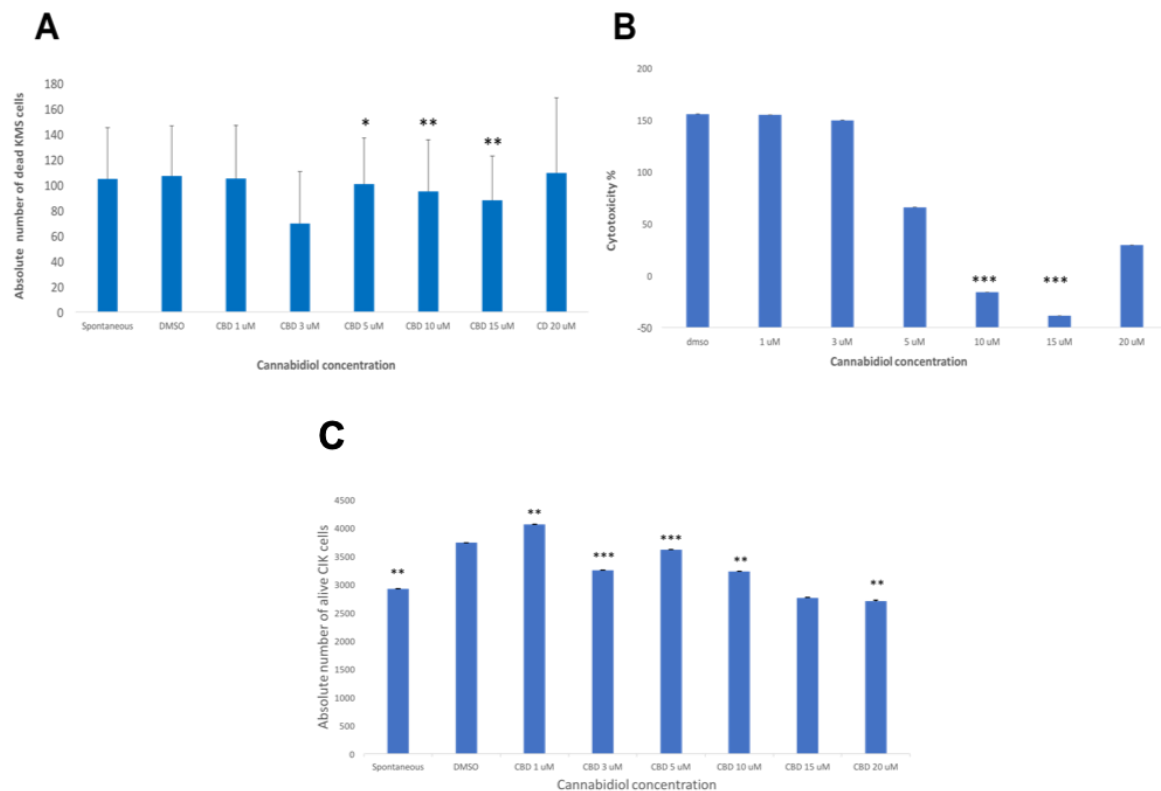 A
Absolute number of dead KMS cells
180
160
140
120
100
80
60
40
20
0
* ** **
Spontaneous DMSO CBD 1 uM CBD 3 uM CBD 5 uM CBD 10 uM CBD 15 uM CD 20 uM
Cannabidiol concentration
B
Cytotoxicity %
200
150
100
50
0
-50
*** ***
dmso 1 uM 3 uM 5 uM 10 uM 15 uM 20 uM
Cannabidiol concentration
C
Absolute number of alive CIK cells
4500
4000
3500
3000
2500
2000
1500
1000
500
0
** ** *** *** ** **
Spontaneous DMSO CBD 1 uM CBD 3 uM CBD 5 uM CBD 10 uM CBD 15 uM CBD 20 uM
Cannabidiol concentration